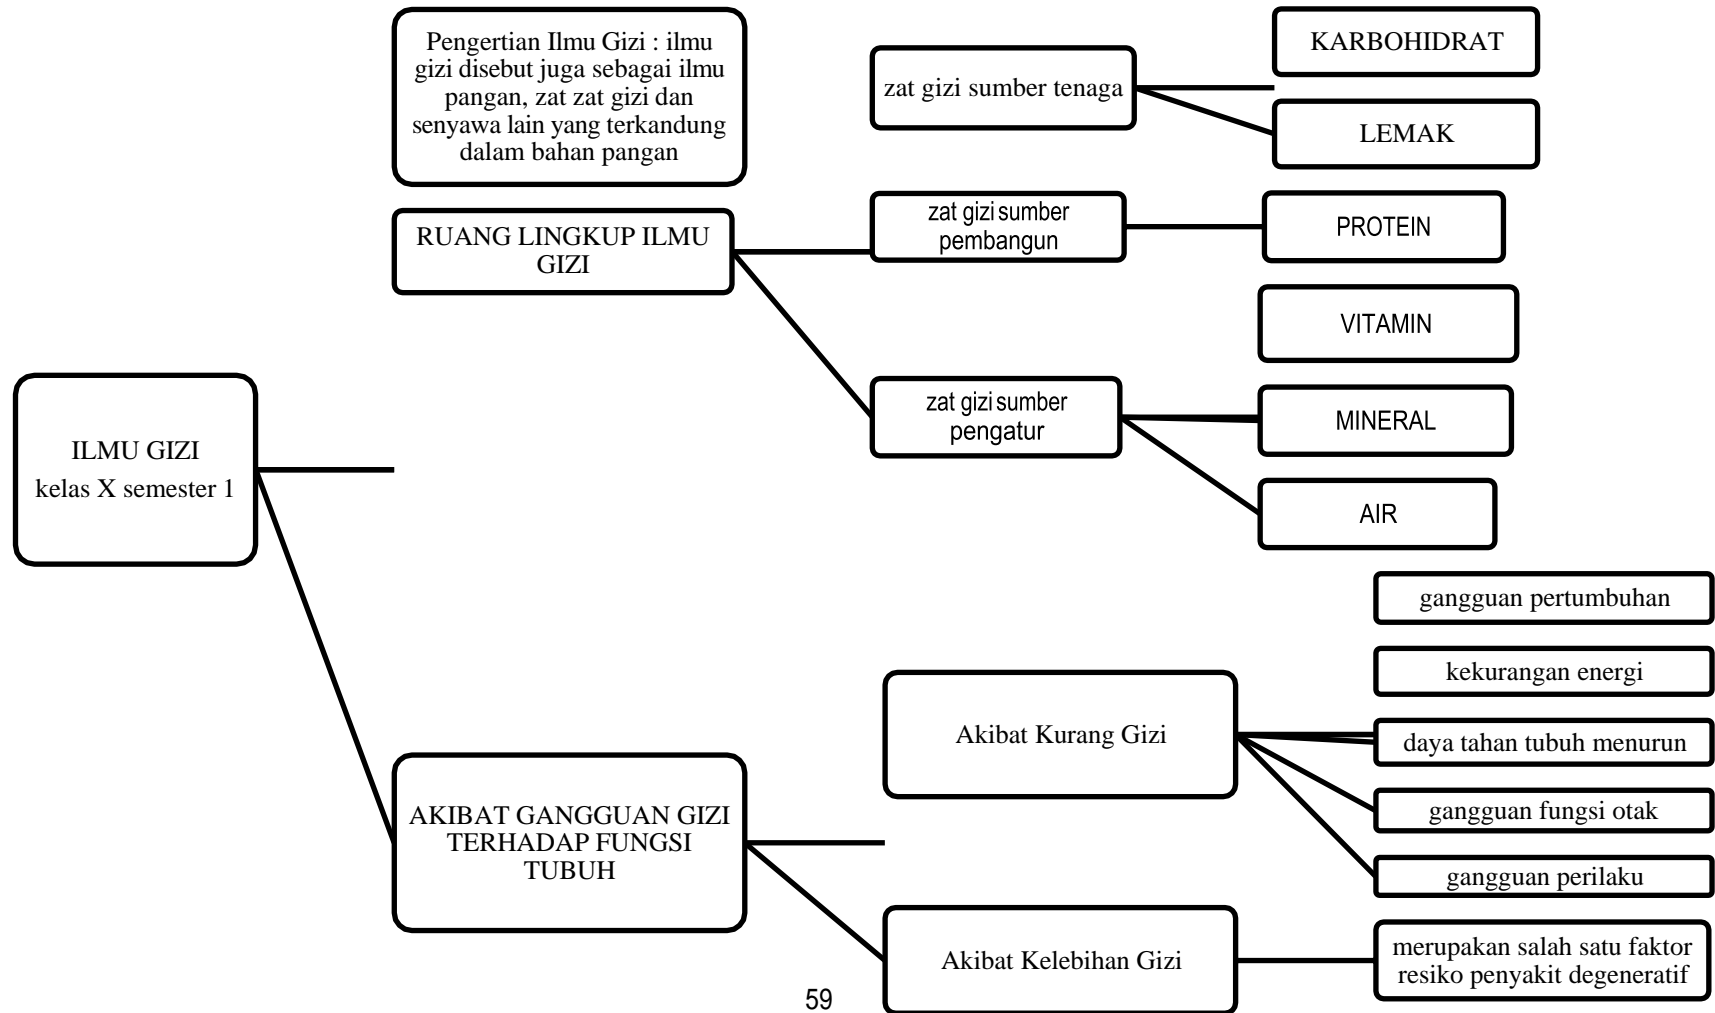 Pengertian Ilmu Gizi : ilmu
gizi disebut juga sebagai ilmu
pangan, zat zat gizi dan
senyawa lain yang terkandung
dalam bahan pangan
RUANG LINGKUP ILMU
GIZI
zat gizi sumber tenaga
KARBOHIDRAT
LEMAK
zat gizi sumber
pembangun
PROTEIN
zat gizi sumber
pengatur
VITAMIN
MINERAL
AIR
ILMU GIZI
kelas X semester 1
AKIBAT GANGGUAN GIZI
TERHADAP FUNGSI
TUBUH
Akibat Kurang Gizi
gangguan pertumbuhan
kekurangan energi
daya tahan tubuh menurun
gangguan fungsi otak
gangguan perilaku
Akibat Kelebihan Gizi
merupakan salah satu faktor
resiko penyakit degeneratif
59